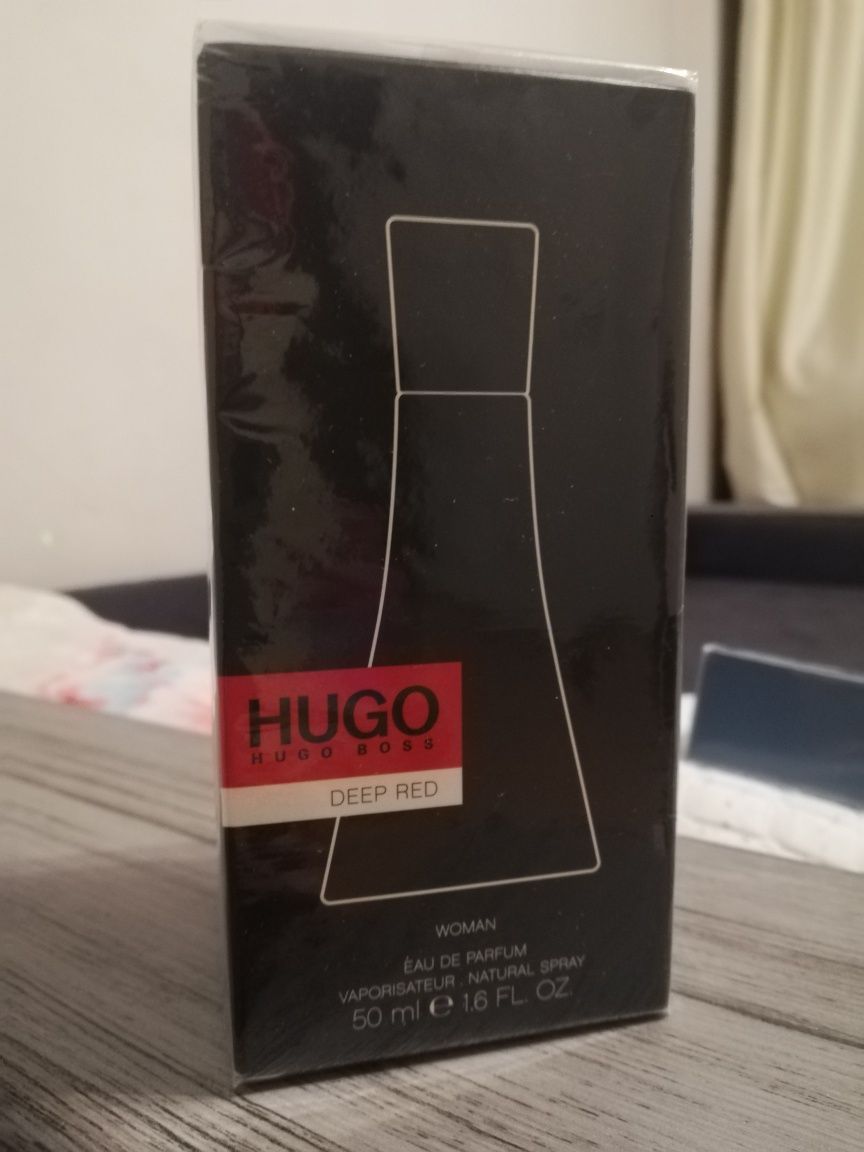 HUGO
HUGO BOSS
DEEP RED
WOMAN
EAU DE PARFUM
VAPORISATEUR . NATURAL SPRAY
50 ml ℮ 1.6 FL. OZ.